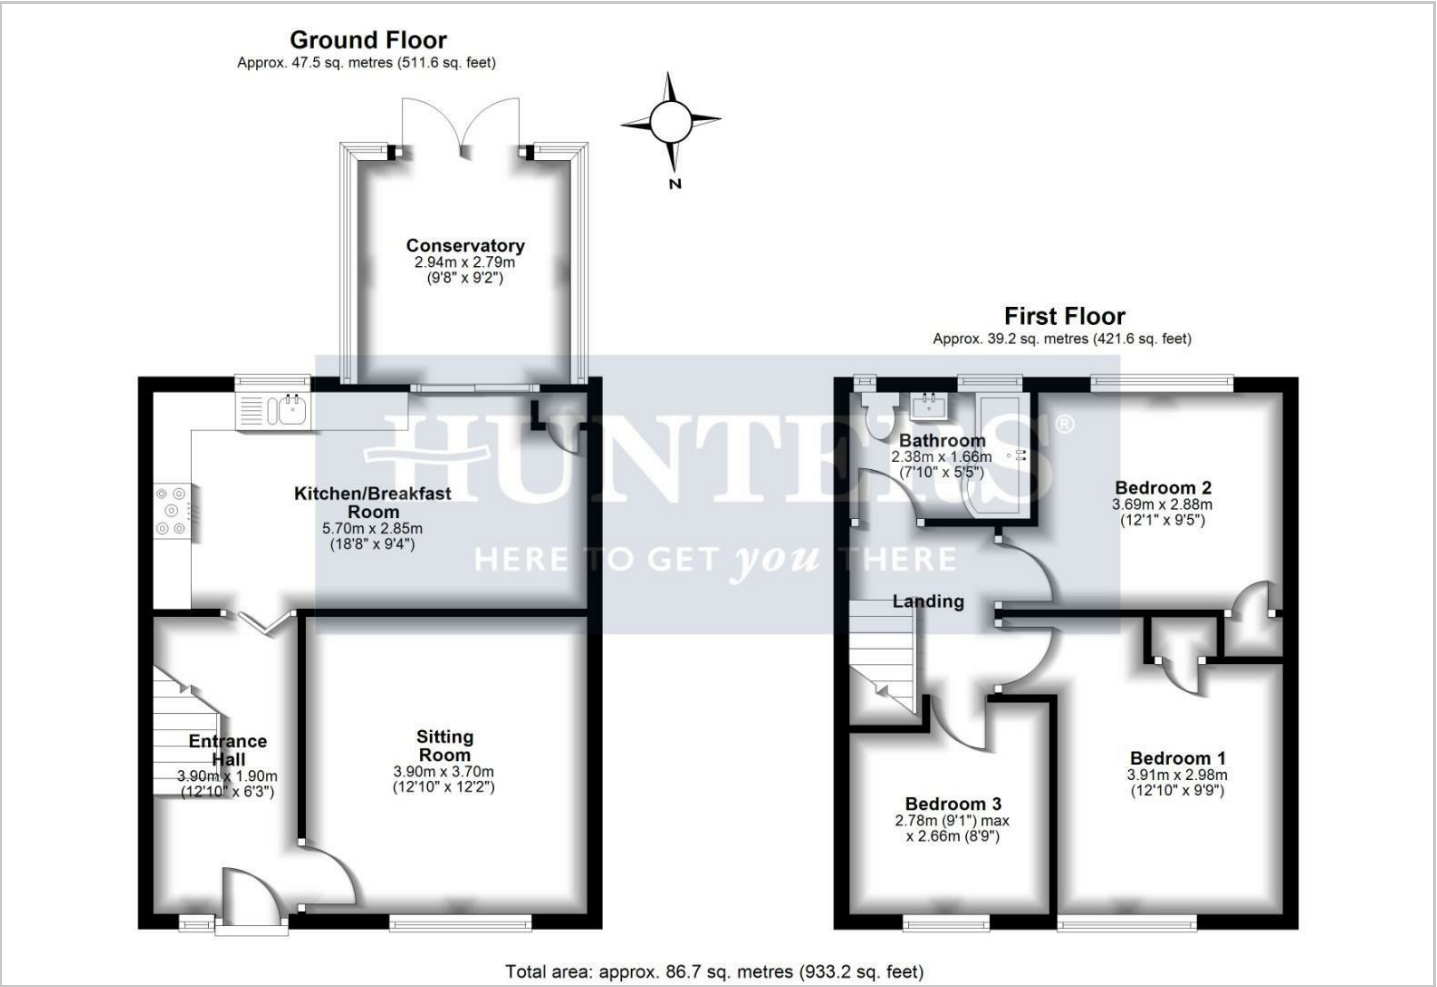 Ground Floor
Approx. 47.5 sq. metres (511.6 sq. feet)
N
Conservatory
2.94m x 2.79m
(9'8" x 9'2")
Kitchen/Breakfast
Room
5.70m x 2.85m
(18'8" x 9'4")
Entrance
Hall
3.90m x 1.90m
(12'10" x 6'3")
Sitting
Room
3.90m x 3.70m
(12'10" x 12'2")
First Floor
Approx. 39.2 sq. metres (421.6 sq. feet)
Bathroom
2.38m x 1.66m
(7'10" x 5'5")
Bedroom 2
3.69m x 2.88m
(12'1" x 9'5")
Landing
Bedroom 1
3.91m x 2.98m
(12'10" x 9'9")
Bedroom 3
2.78m (9'1") max
x 2.66m (8'9")
HUNTERS®
HERE TO GET you THERE
Total area: approx. 86.7 sq. metres (933.2 sq. feet)